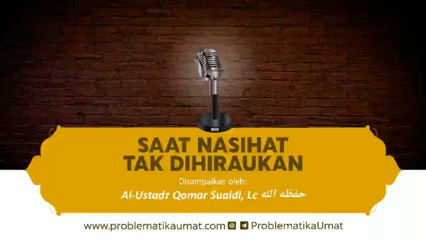 SAAT NASIHAT
TAK DIHIRAUKAN
Disampaikan oleh:
Al-Ustadz Qomar Suaidi, Lc حفظه الله
www.problematikaumat.com ProblematikaUmat